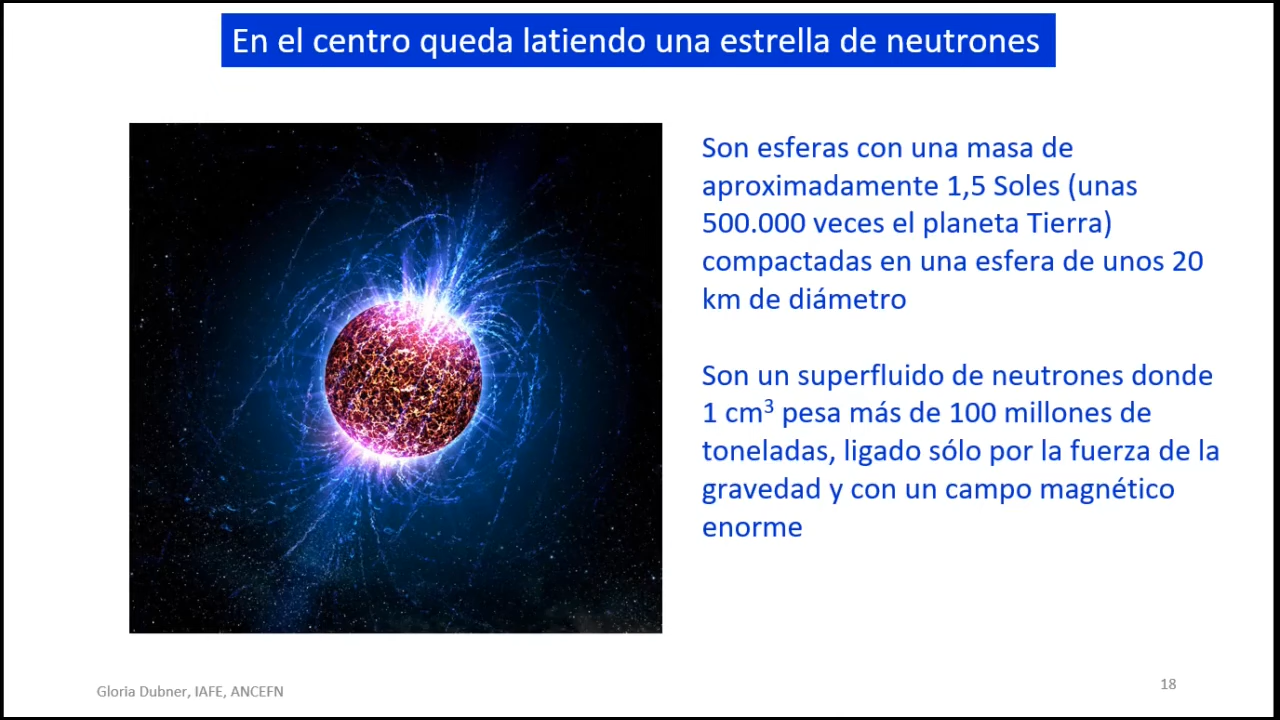 En el centro queda latiendo una estrella de neutrones
Son esferas con una masa de
aproximadamente 1,5 Soles (unas
500.000 veces el planeta Tierra)
compactadas en una esfera de unos 20
km de diámetro
Son un superfluido de neutrones donde
1 cm³ pesa más de 100 millones de
toneladas, ligado sólo por la fuerza de la
gravedad y con un campo magnético
enorme
Gloria Dubner, IAFE, ANCEFN
18